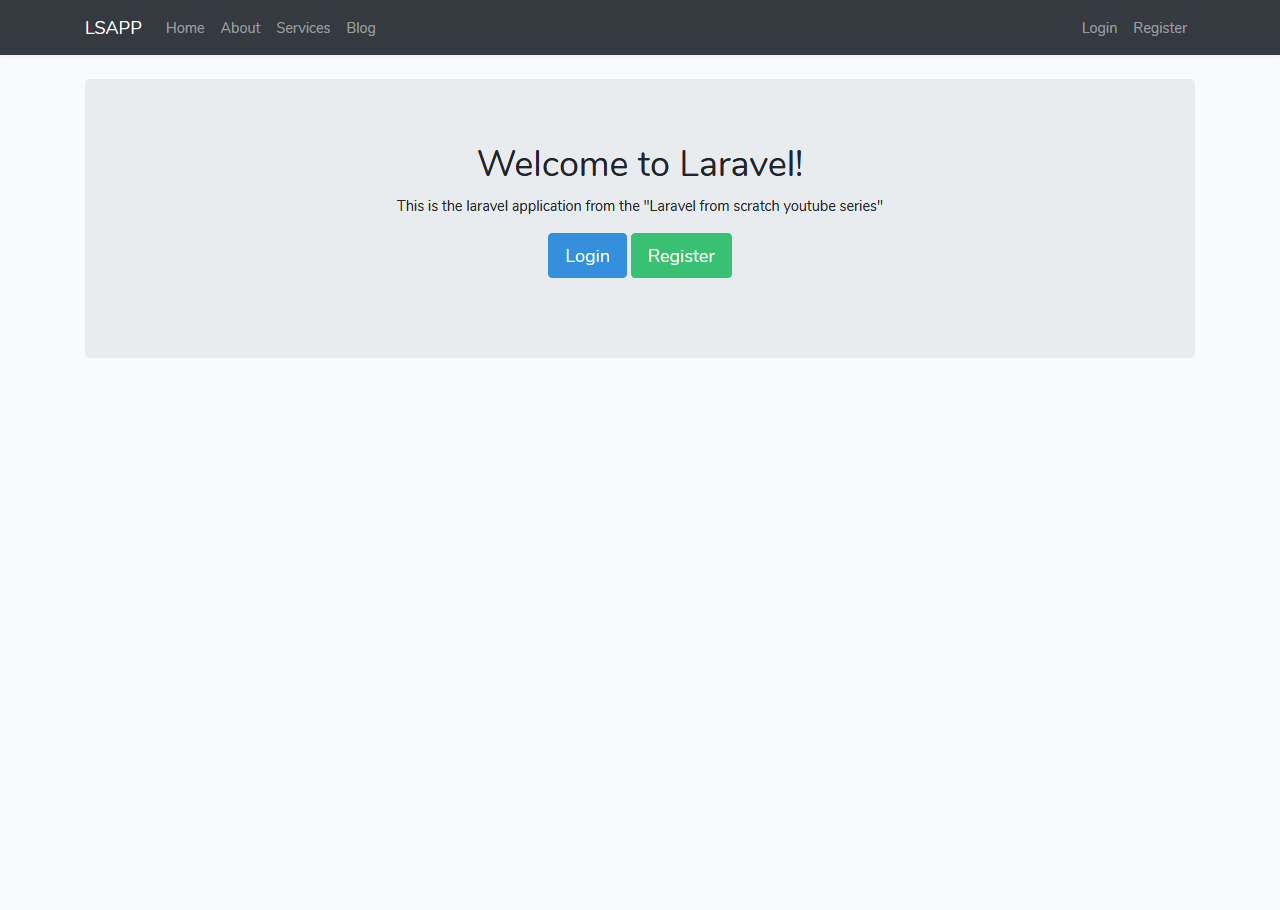 LSAPP Home About Services Blog Login Register
Welcome to Laravel!
This is the laravel application from the "Laravel from scratch youtube series"
Login Register